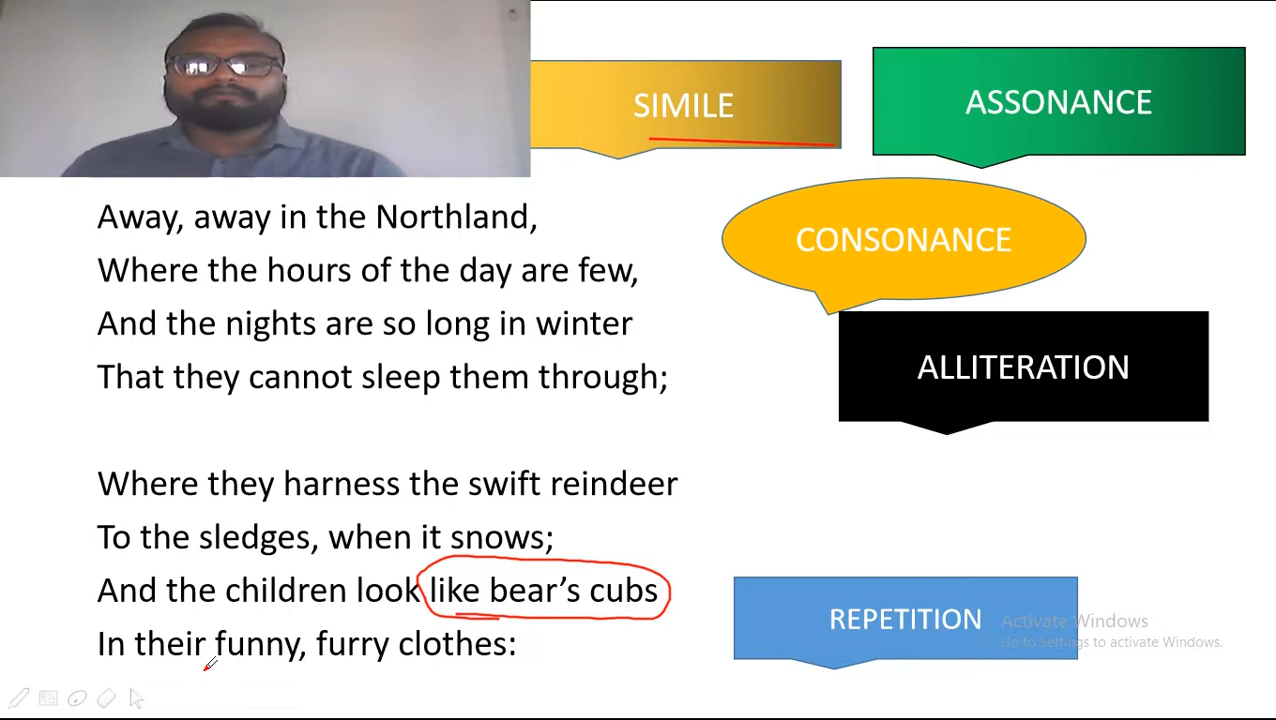 SIMILE
ASSONANCE
Away, away in the Northland,
Where the hours of the day are few,
And the nights are so long in winter
That they cannot sleep them through;
CONSONANCE
ALLITERATION
Where they harness the swift reindeer
To the sledges, when it snows;
And the children look like bear’s cubs
In their funny, furry clothes:
REPETITION
Activate Windows
Go to Settings to activate Windows.